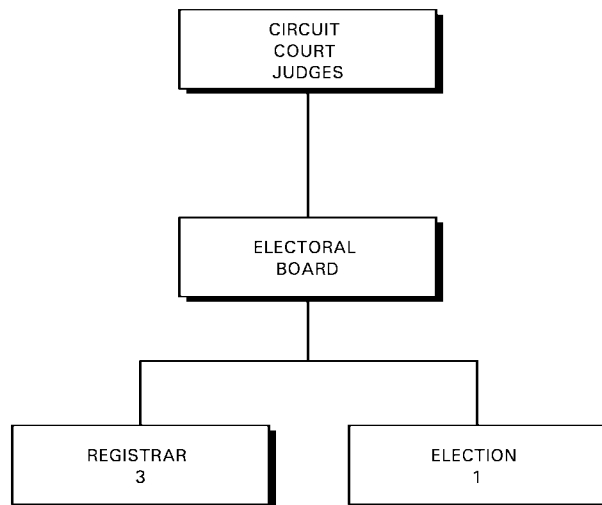 CIRCUIT
COURT
JUDGES
ELECTORAL
BOARD
REGISTRAR
3
ELECTION
1